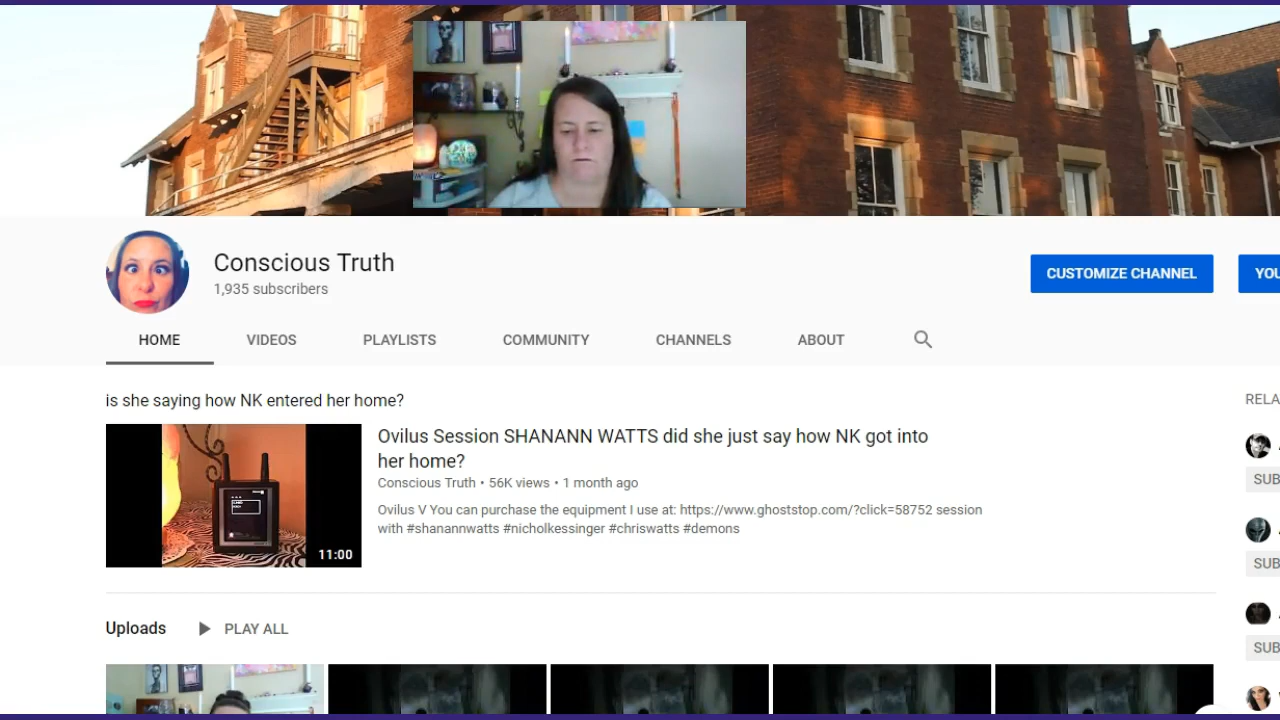 Conscious Truth
1,935 subscribers
CUSTOMIZE CHANNEL
YOU
HOME
VIDEOS
PLAYLISTS
COMMUNITY
CHANNELS
ABOUT
is she saying how NK entered her home?
RELA
11:00
Ovilus Session SHANANN WATTS did she just say how NK got into
her home?
Conscious Truth • 56K views • 1 month ago
Ovilus V You can purchase the equipment I use at: https://www.ghoststop.com/?click=58752 session
with #shanannwatts #nicholkessinger #chriswatts #demons
SUB
SUB
SUB
Uploads
PLAY ALL